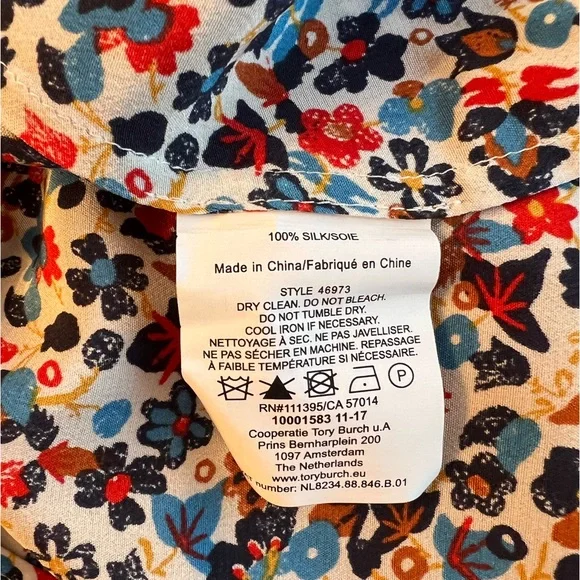 100% SILK/SOIE
Made in China/Fabriqué en Chine
STYLE 46973
DRY CLEAN. DO NOT BLEACH.
DO NOT TUMBLE DRY.
COOL IRON IF NECESSARY.
NETTOYAGE À SEC. NE PAS JAVELLISER.
NE PAS SÉCHER EN MACHINE. REPASSAGE
À FAIBLE TEMPÉRATURE SI NÉCESSAIRE.
P
RN#111395/CA 57014
10001583 11-17
Cooperatie Tory Burch u.A
Prins Bernharplein 200
1097 Amsterdam
The Netherlands
www.toryburch.eu
number: NL8234.88.846.B.01